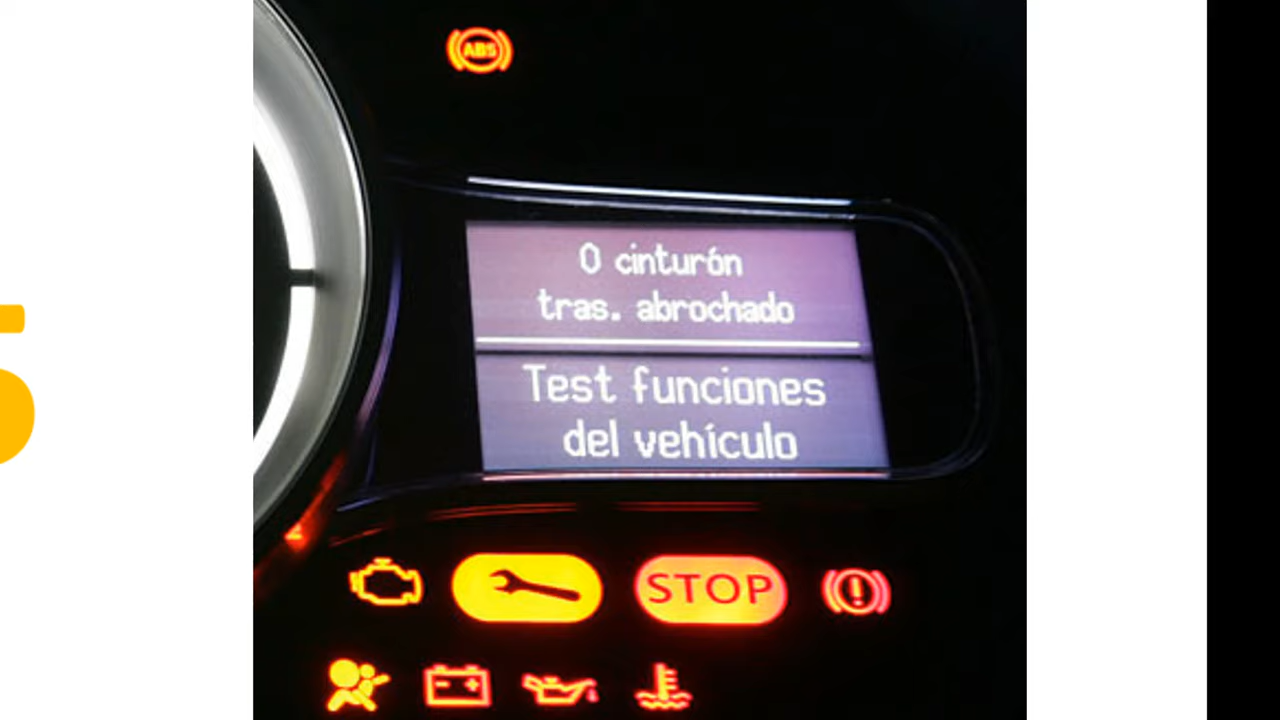 ABS
0 cinturón
tras. abrochado
Test funciones
del vehículo
STOP